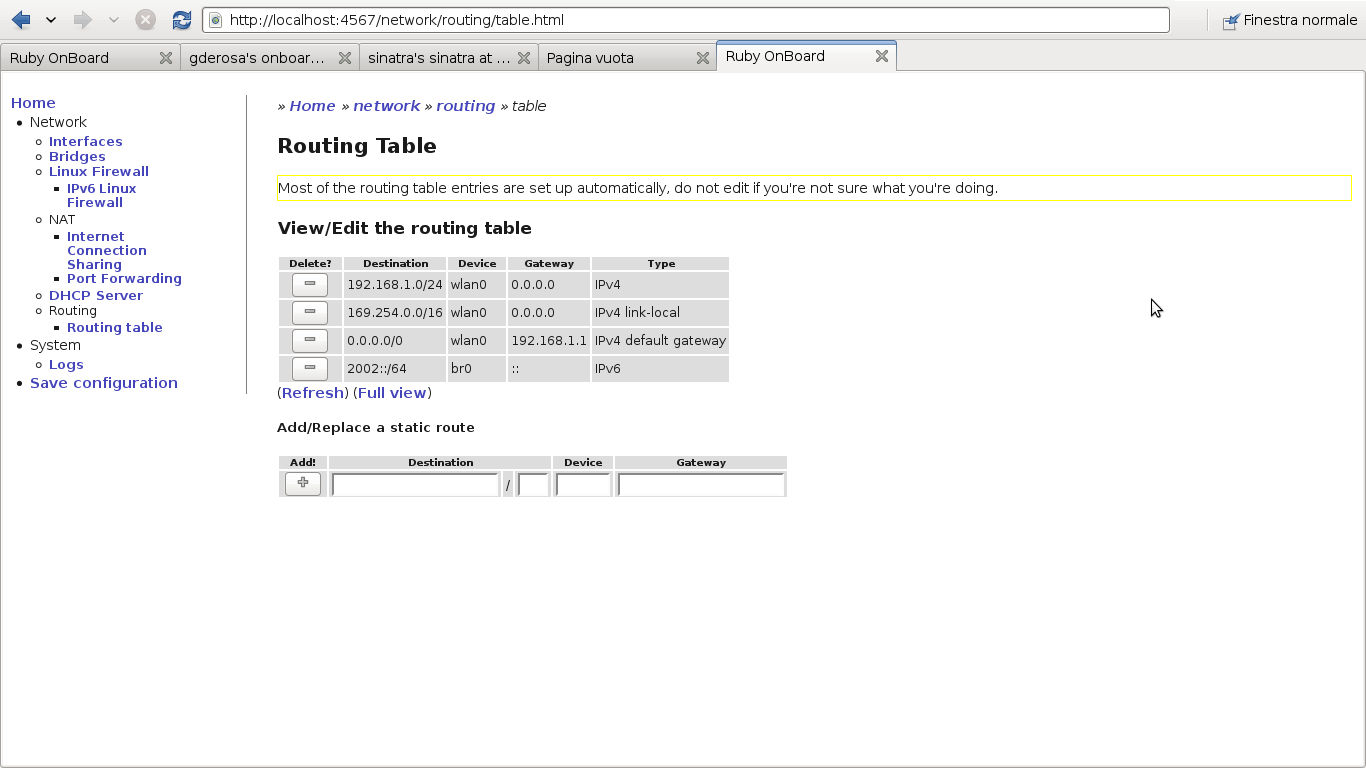 http://localhost:4567/network/routing/table.html
Finestra normale
Ruby OnBoard
gderosa's onboar...
sinatra's sinatra at ...
Pagina vuota
Ruby OnBoard
Home
Network
Interfaces
Bridges
Linux Firewall
IPv6 Linux
Firewall
NAT
Internet
Connection
Sharing
Port Forwarding
DHCP Server
Routing
Routing table
System
Logs
Save configuration
» Home » network » routing » table
Routing Table
Most of the routing table entries are set up automatically, do not edit if you're not sure what you're doing.
View/Edit the routing table
Delete? Destination Device Gateway Type
192.168.1.0/24 wlan0 0.0.0.0 IPv4
169.254.0.0/16 wlan0 0.0.0.0 IPv4 link-local
0.0.0.0/0 wlan0 192.168.1.1 IPv4 default gateway
2002::/64 br0 :: IPv6
(Refresh) (Full view)
Add/Replace a static route
Add! Destination Device Gateway
/